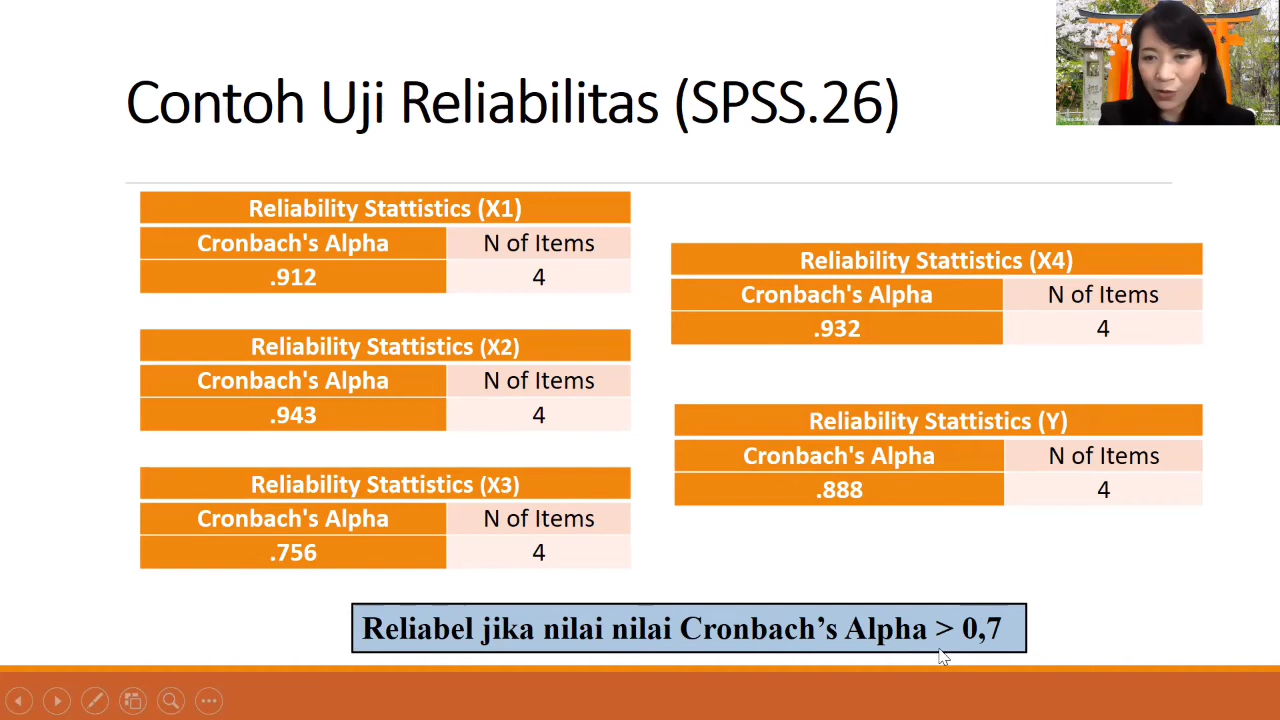 Contoh Uji Reliabilitas (SPSS.26)
Reliability Stattistics (X1)
Cronbach's Alpha N of Items
.912 4
Reliability Stattistics (X2)
Cronbach's Alpha N of Items
.943 4
Reliability Stattistics (X3)
Cronbach's Alpha N of Items
.756 4
Reliability Stattistics (X4)
Cronbach's Alpha N of Items
.932 4
Reliability Stattistics (Y)
Cronbach's Alpha N of Items
.888 4
Reliabel jika nilai nilai Cronbach’s Alpha > 0,7